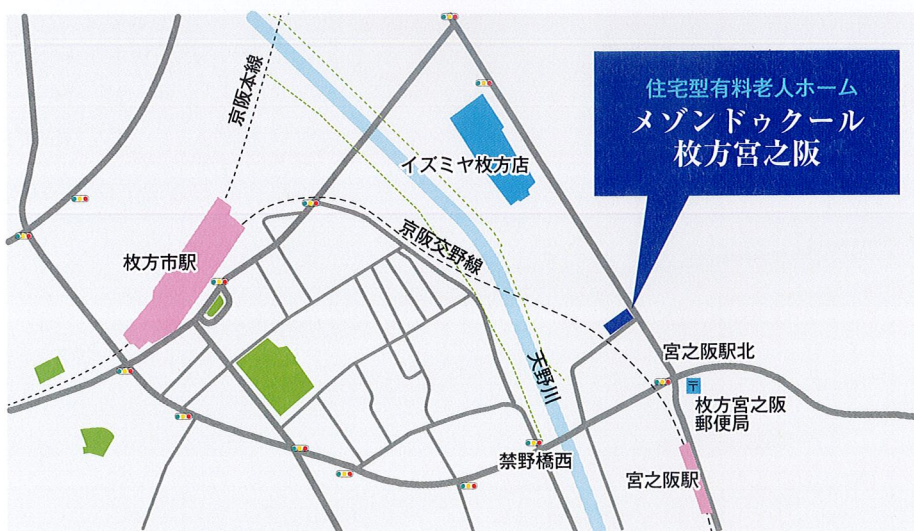 住宅型有料老人ホーム
メゾンドゥクール
枚方宮之阪
京阪本線
イズミヤ枚方店
枚方市駅
京阪交野線
天野川
宮之阪駅北
〒
枚方宮之阪
郵便局
禁野橋西
宮之阪駅